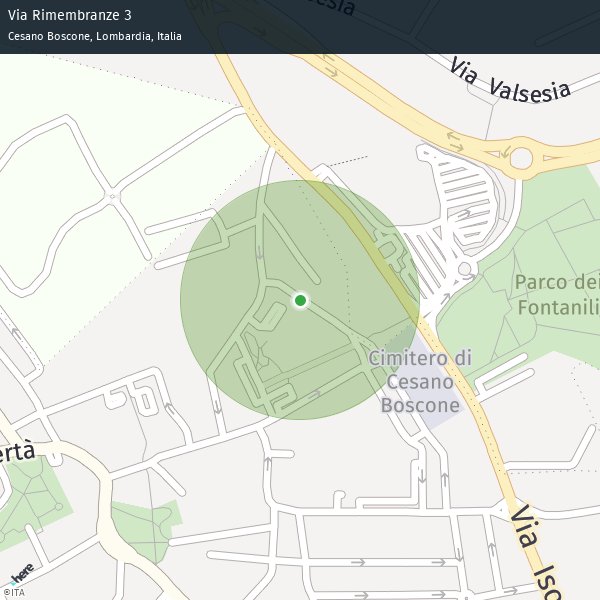 Via Rimembranze 3
Cesano Boscone, Lombardia, Italia
esia
Via Valsesia
Parco dei
Fontanili
Cimitero di
Cesano
Boscone
ertà
Via Iso
here
©ITA